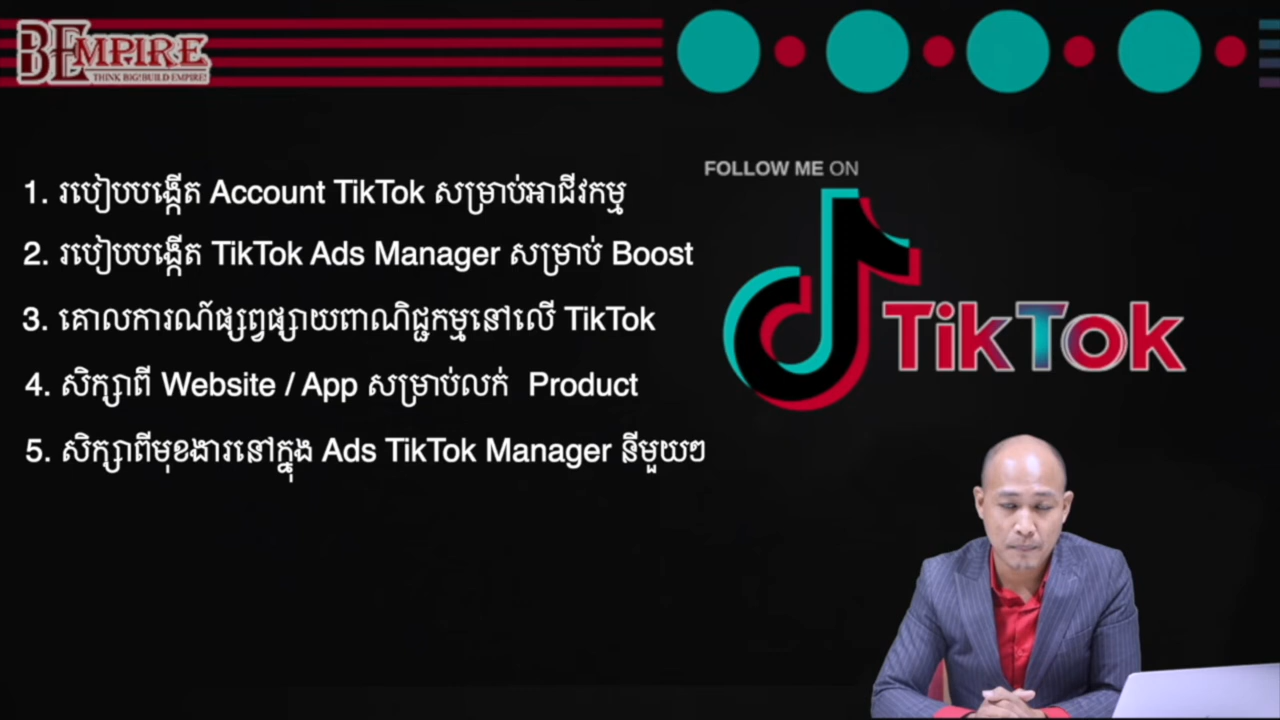 BEMPIRE
THINK BIG! BUILD EMPIRE!
FOLLOW ME ON
TikTok
1. របៀបបង្កើត Account TikTok សម្រាប់អាជីវកម្ម
2. របៀបបង្កើត TikTok Ads Manager សម្រាប់ Boost
3. គោលការណ៍ផ្សព្វផ្សាយពាណិជ្ជកម្មនៅលើ TikTok
4. សិក្សាពី Website / App សម្រាប់លក់ Product
5. សិក្សាពីមុខងារនៅក្នុង Ads TikTok Manager នីមួយៗ